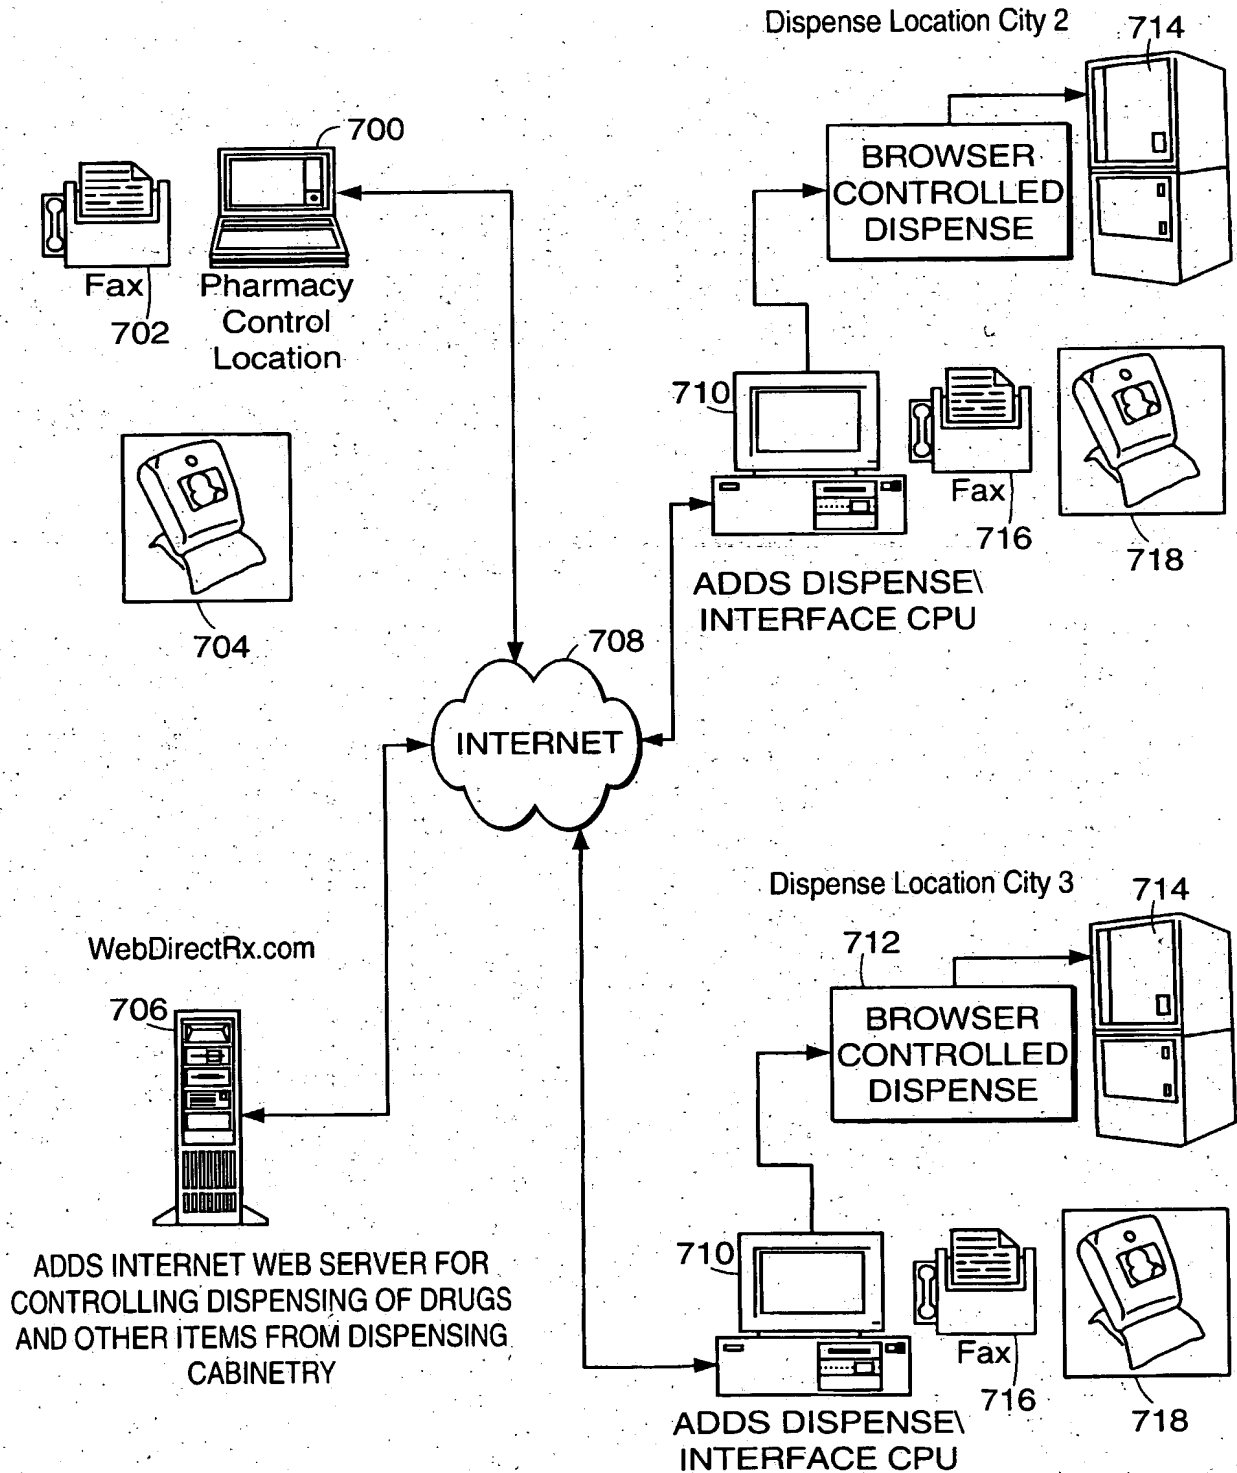 Dispense Location City 2
714
700
BROWSER
CONTROLLED
DISPENSE
Fax
702
Pharmacy
Control
Location
710
Fax
716
718
704
ADDS DISPENSE\
INTERFACE CPU
708
INTERNET
Dispense Location City 3
714
712
BROWSER
CONTROLLED
DISPENSE
WebDirectRx.com
706
ADDS INTERNET WEB SERVER FOR
CONTROLLING DISPENSING OF DRUGS
AND OTHER ITEMS FROM DISPENSING
CABINETRY
710
Fax
716
718
ADDS DISPENSE\
INTERFACE CPU